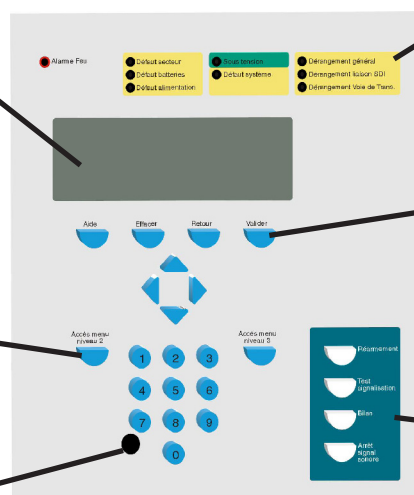 Alarme Feu
Défaut secteur
Défaut batteries
Défaut alimentation
Sous tension
Défaut système
Dérangement général
Dérangement liaison SDI
Dérangement Voie de Trans.
Aide
Effacer
Retour
Valider
Accès menu
niveau 2
Accès menu
niveau 3
1 2 3
4 5 6
7 8 9
0
Réarmement
Test
signalisation
Bilan
Arrêt
signal
sonore